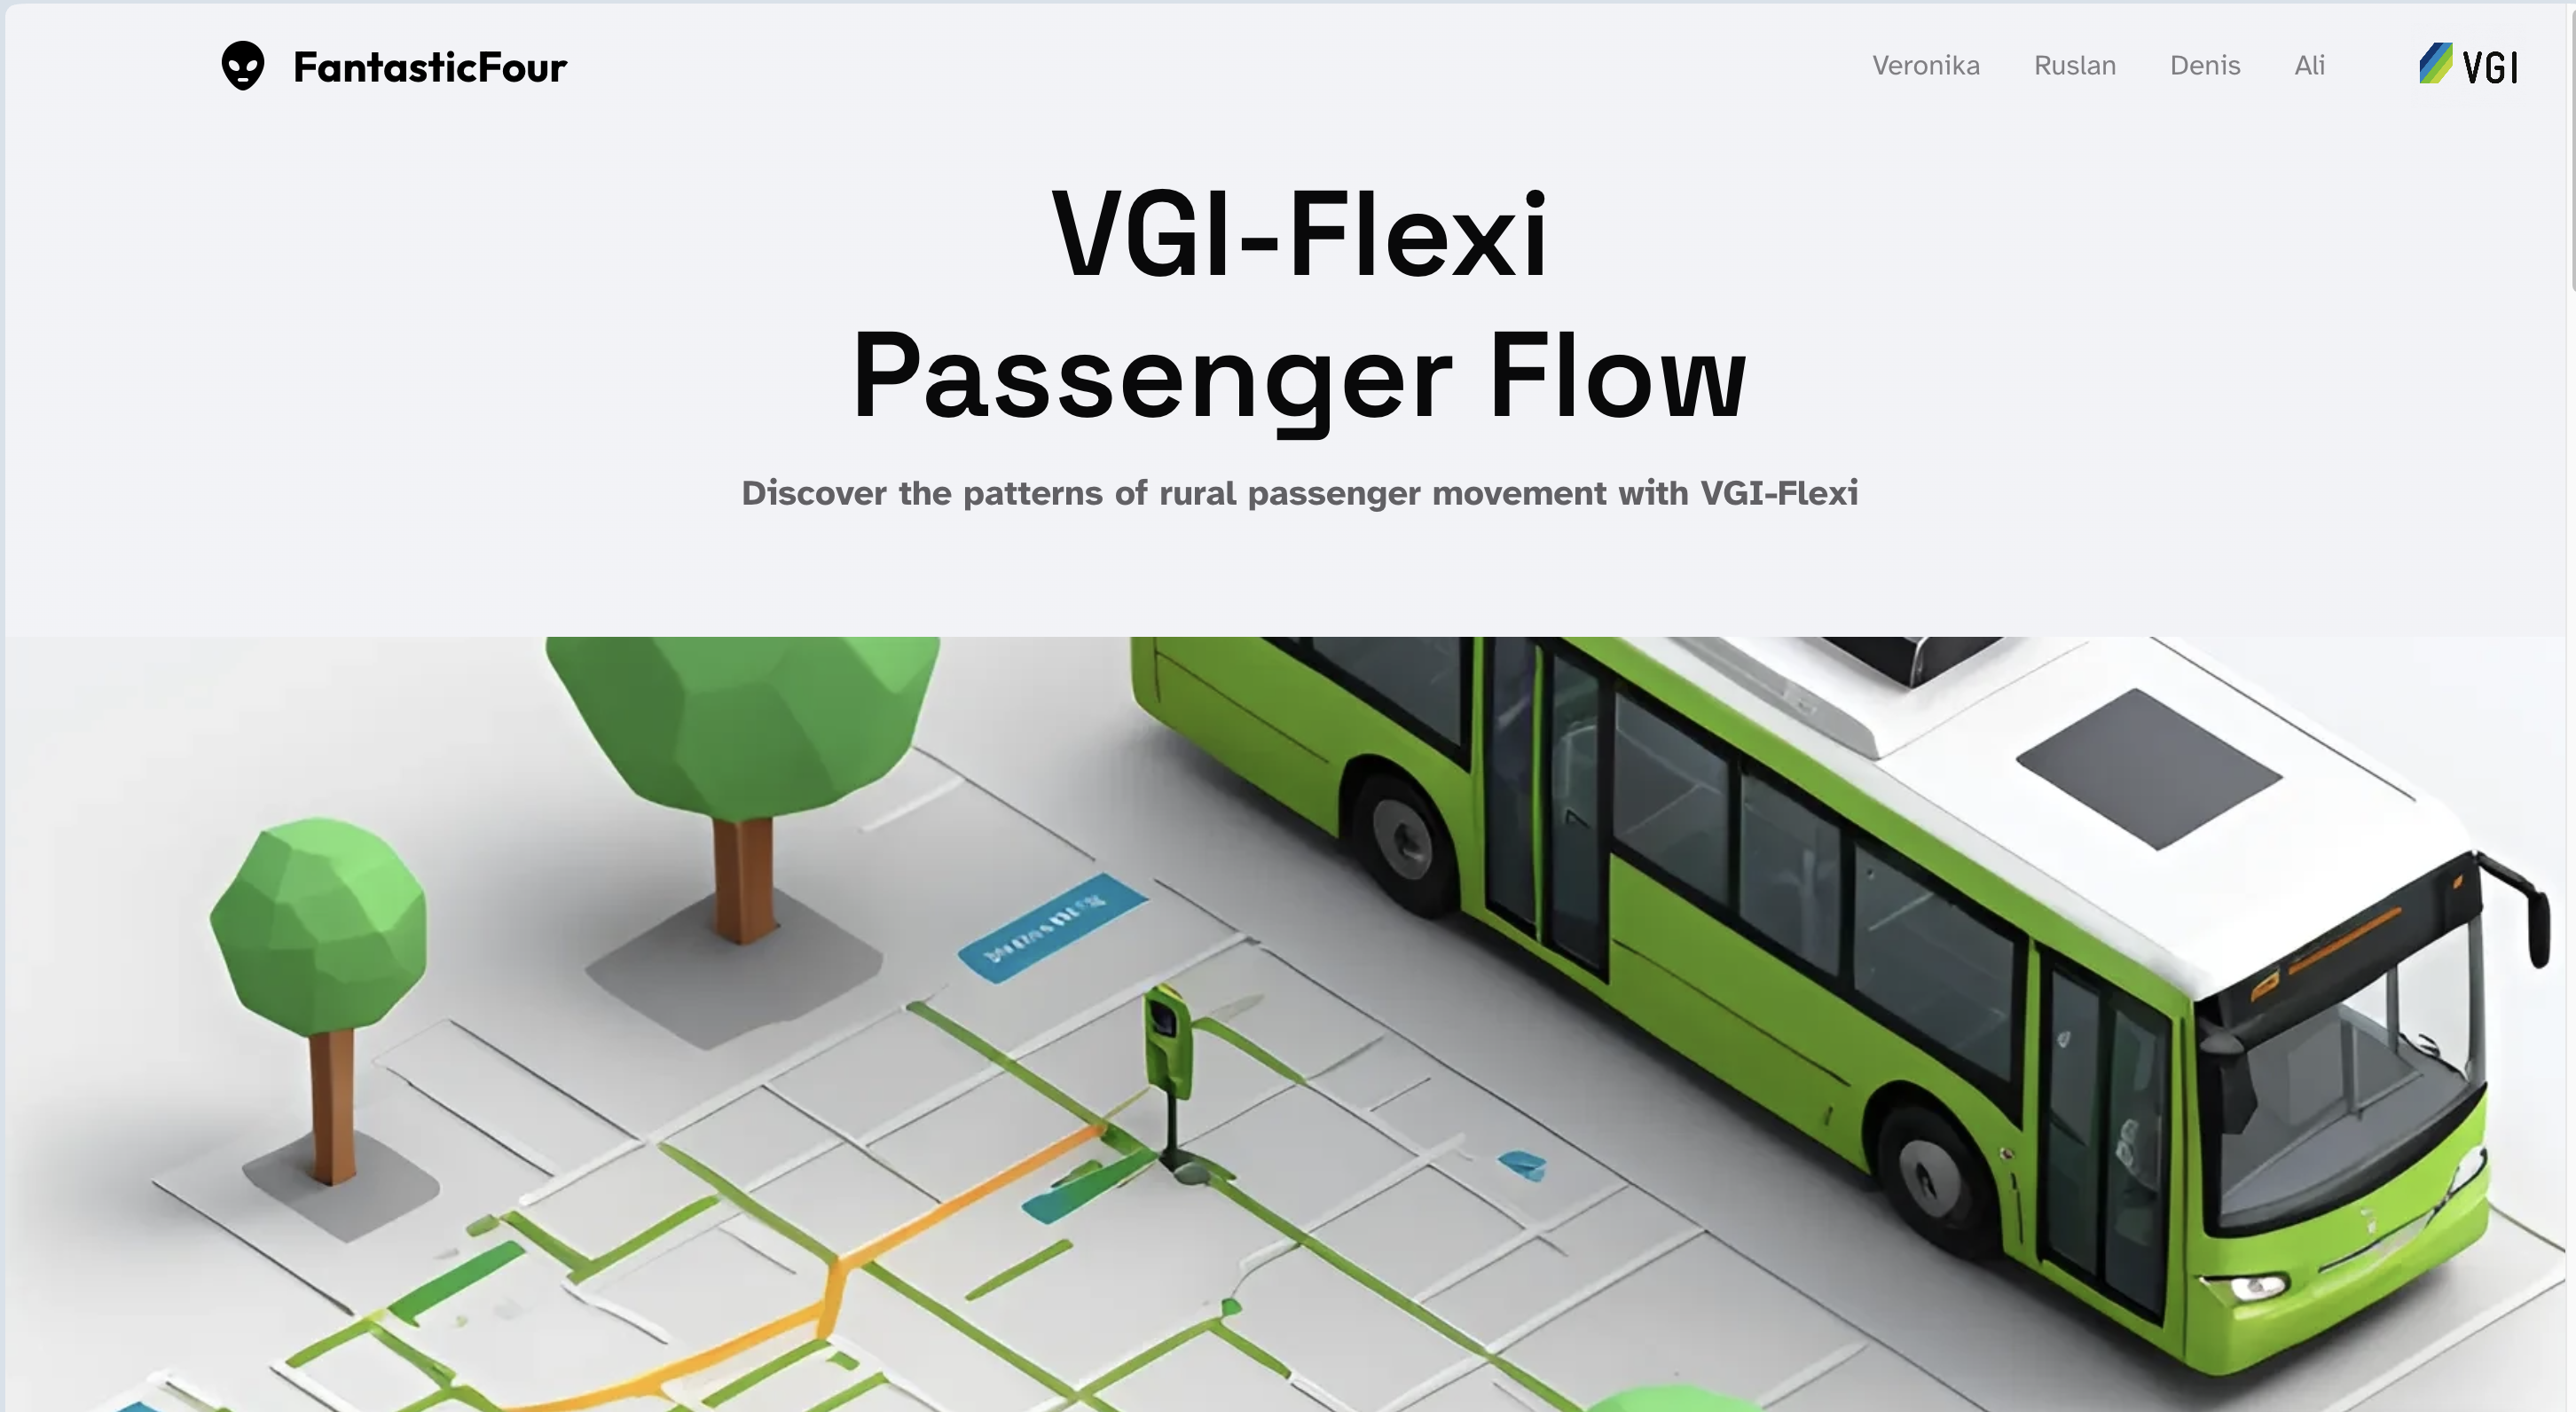 FantasticFour
Veronika Ruslan Denis Ali VGI
VGI-Flexi
Passenger Flow
Discover the patterns of rural passenger movement with VGI-Flexi